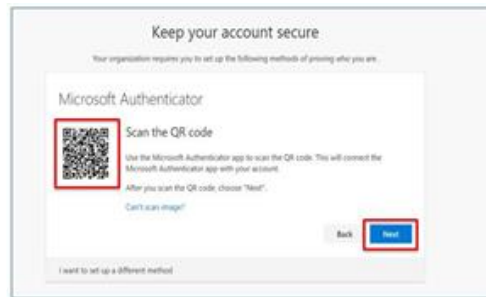 Keep your account secure
Your organization requires you to set up the following methods of proving who you are.
Microsoft Authenticator
Scan the QR code
Use the Microsoft Authenticator app to scan the QR code. This will connect the
Microsoft Authenticator app with your account.
After you scan the QR code, choose "Next".
Can't scan image?
Back
Next
I want to set up a different method